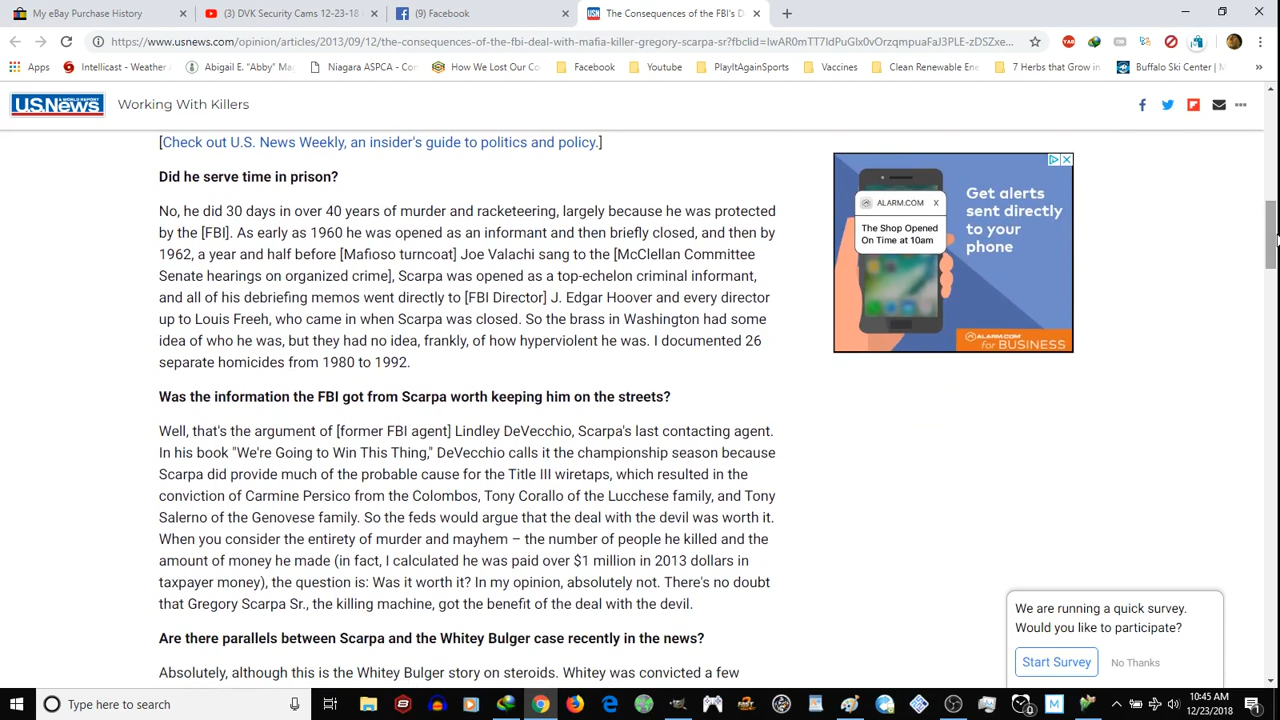 My eBay Purchase History
(3) DVK Security Cams 12-23-18
(9) Facebook
The Consequences of the FBI's D
https://www.usnews.com/opinion/articles/2013/09/12/the-consequences-of-the-fbi-deal-with-mafia-killer-gregory-scarpa-sr?fbclid=
Apps
Intellicast - Weather
Abigail E. "Abby" Ma
Niagara ASPCA - Con
How We Lost Our Co
Facebook
Youtube
PlayItAgainSports
Vaccines
Clean Renewable Ene
7 Herbs that Grow in
Buffalo Ski Center | M
U.S.News
Working With Killers
[Check out U.S. News Weekly, an insider's guide to politics and policy.]
Did he serve time in prison?
No, he did 30 days in over 40 years of murder and racketeering, largely because he was protected
by the [FBI]. As early as 1960 he was opened as an informant and then briefly closed, and then by
1962, a year and half before [Mafioso turncoat] Joe Valachi sang to the [McClellan Committee
Senate hearings on organized crime], Scarpa was opened as a top-echelon criminal informant,
and all of his debriefing memos went directly to [FBI Director] J. Edgar Hoover and every director
up to Louis Freeh, who came in when Scarpa was closed. So the brass in Washington had some
idea of who he was, but they had no idea, frankly, of how hyperviolent he was. I documented 26
separate homicides from 1980 to 1992.
Was the information the FBI got from Scarpa worth keeping him on the streets?
Well, that's the argument of [former FBI agent] Lindley DeVecchio, Scarpa's last contacting agent.
In his book "We're Going to Win This Thing," DeVecchio calls it the championship season because
Scarpa did provide much of the probable cause for the Title III wiretaps, which resulted in the
conviction of Carmine Persico from the Colombos, Tony Corallo of the Lucchese family, and Tony
Salerno of the Genovese family. So the feds would argue that the deal with the devil was worth it.
When you consider the entirety of murder and mayhem – the number of people he killed and the
amount of money he made (in fact, I calculated he was paid over $1 million in 2013 dollars in
taxpayer money), the question is: Was it worth it? In my opinion, absolutely not. There's no doubt
that Gregory Scarpa Sr., the killing machine, got the benefit of the deal with the devil.
Are there parallels between Scarpa and the Whitey Bulger case recently in the news?
Absolutely, although this is the Whitey Bulger story on steroids. Whitey was convicted a few
ALARM.COM X
The Shop Opened
On Time at 10am
Get alerts
sent directly
to your
phone
ALARM.COM
for BUSINESS
We are running a quick survey.
Would you like to participate?
Start Survey
No Thanks
Type here to search
10:45 AM
12/23/2018